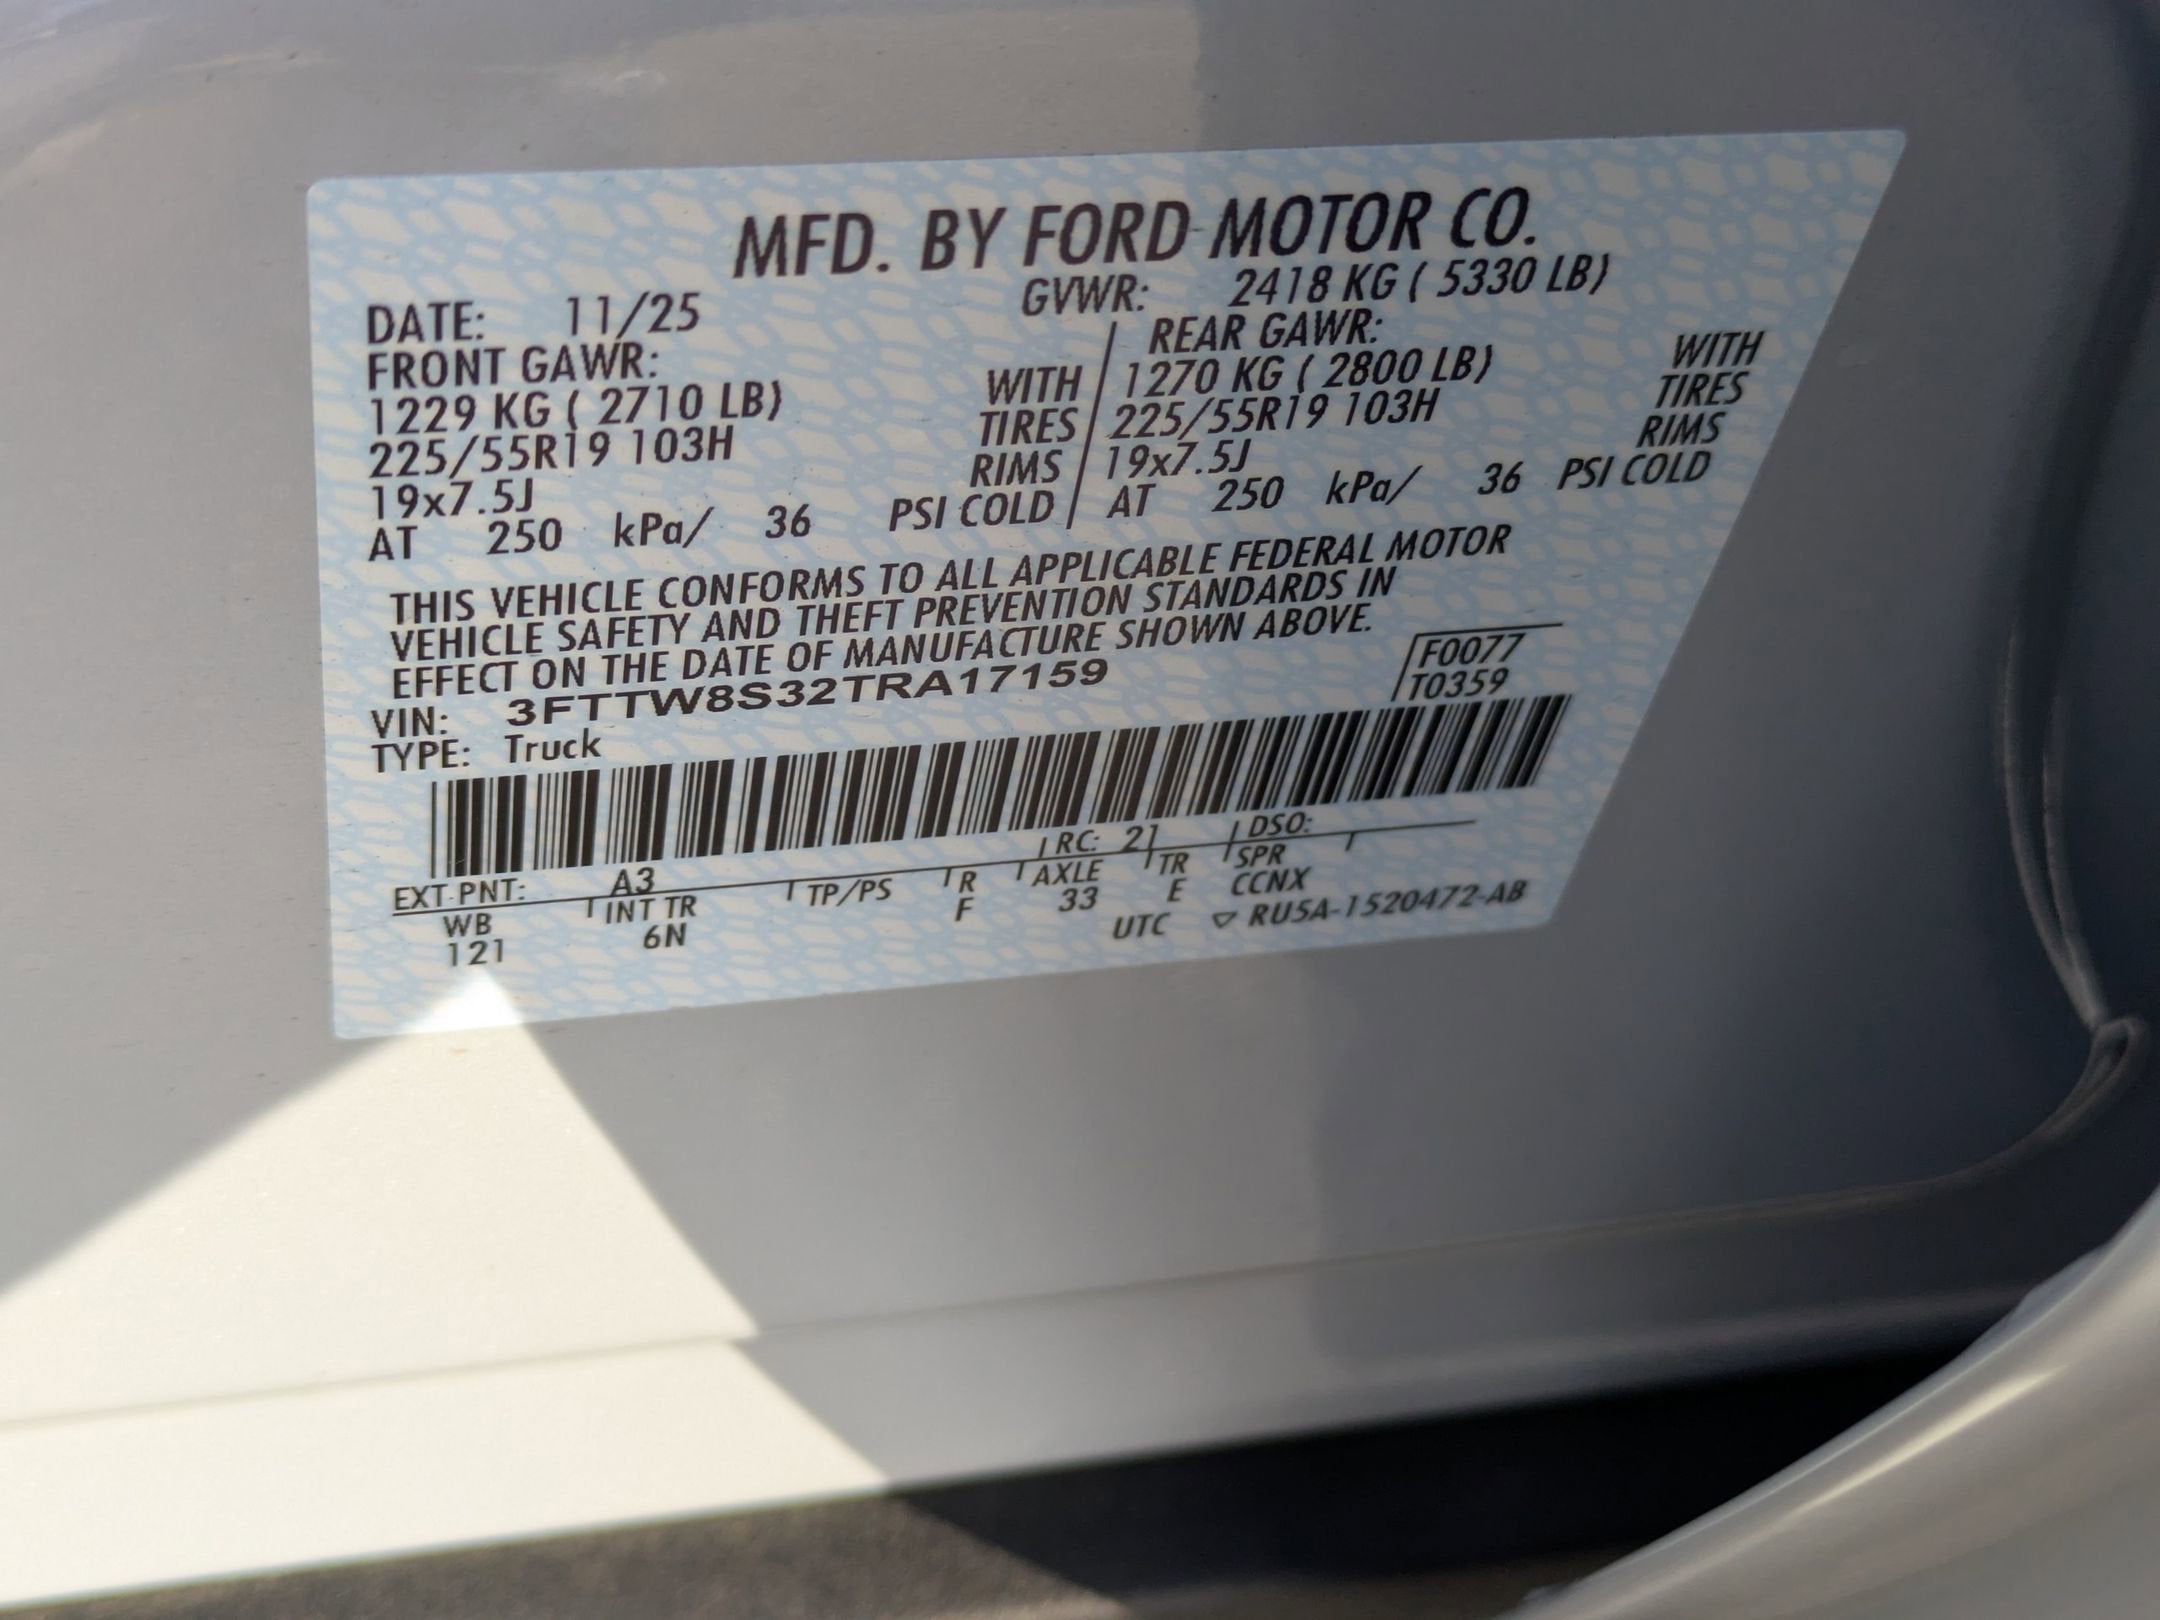 MFD. BY FORD MOTOR CO.
DATE: 11/25 GVWR: 2418 KG ( 5330 LB)
FRONT GAWR: REAR GAWR:
1229 KG ( 2710 LB) WITH 1270 KG ( 2800 LB) WITH
225/55R19 103H TIRES 225/55R19 103H TIRES
19x7.5J RIMS 19x7.5J RIMS
AT 250 kPa/ 36 PSI COLD AT 250 kPa/ 36 PSI COLD
THIS VEHICLE CONFORMS TO ALL APPLICABLE FEDERAL MOTOR
VEHICLE SAFETY AND THEFT PREVENTION STANDARDS IN
EFFECT ON THE DATE OF MANUFACTURE SHOWN ABOVE.
VIN: 3FTTW8S32TRA17159 F0077
TYPE: Truck T0359
EXT PNT: A3 RC: 21 DSO:
WB INT TR TP/PS R AXLE TR SPR
121 6N F 33 E CCNX
UTC ▽ RU5A-1520472-AB